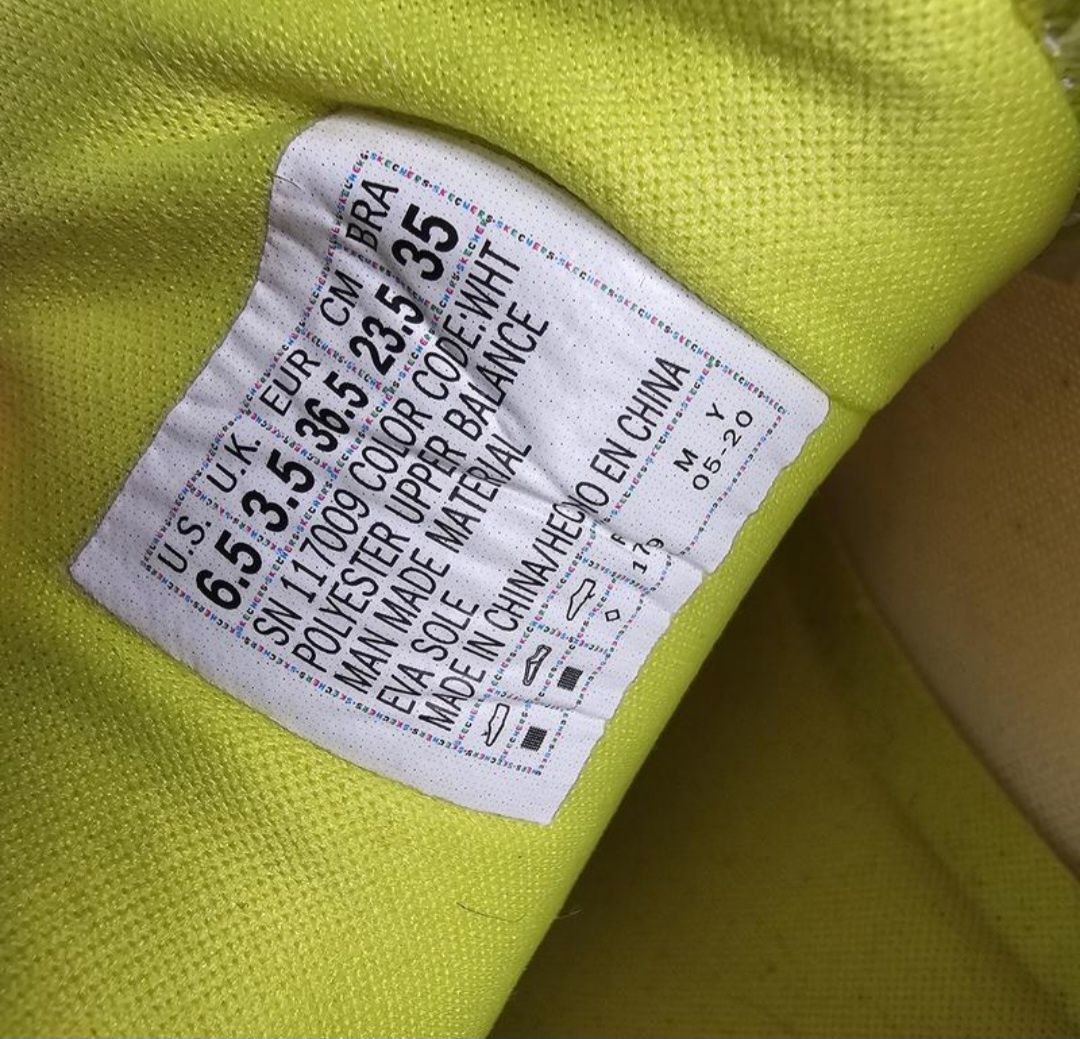 U.S. U.K. EUR CM BRA
6.5 3.5 36.5 23.5 35
SN 117009 COLOR CODE:WHT
POLYESTER UPPER BALANCE
MAN MADE MATERIAL
EVA SOLE
MADE IN CHINA/HECHO EN CHINA
M Y
05-20
SKECHERS